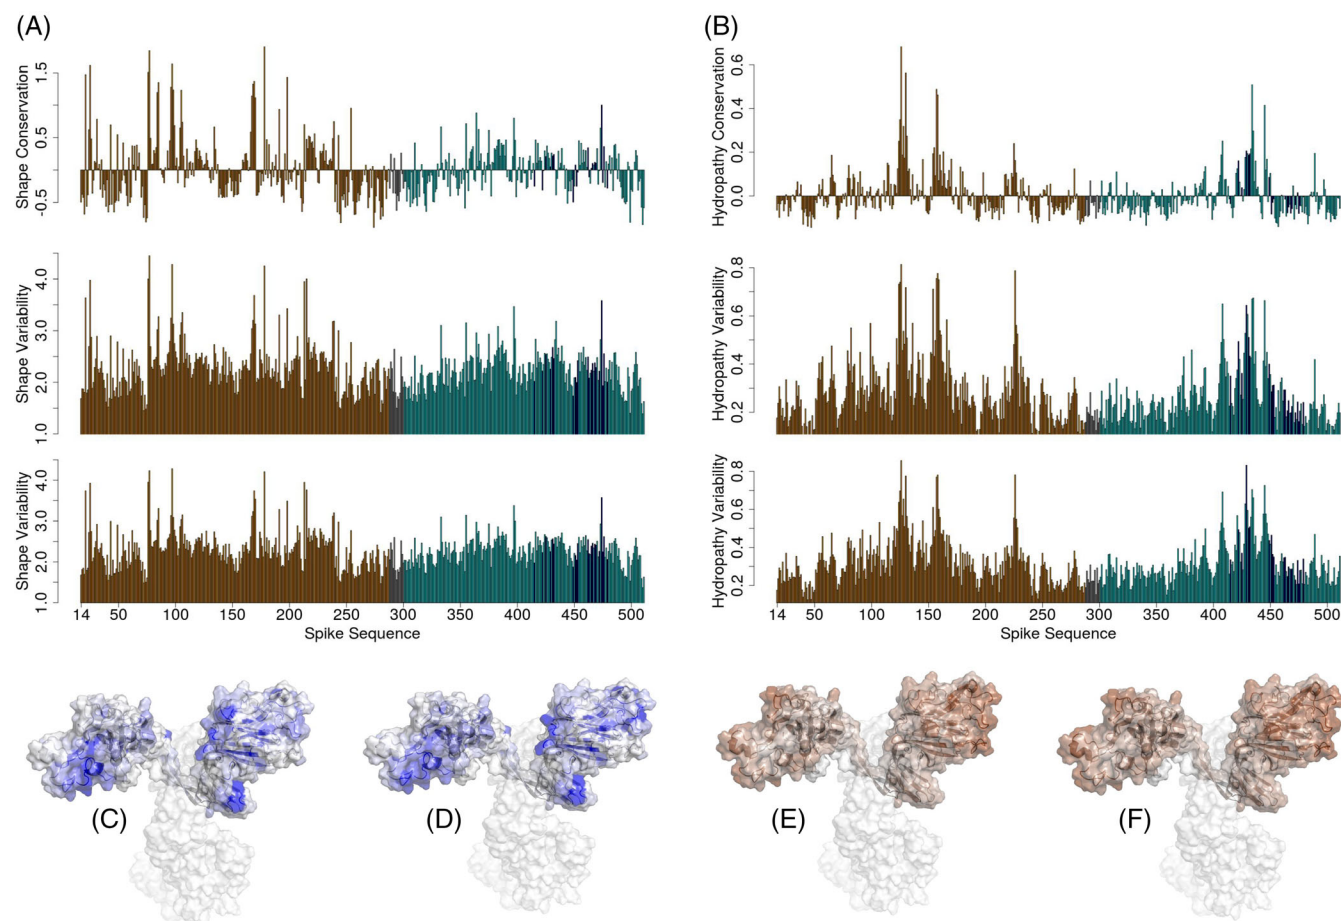 (A)
Shape Conservation
1.5
0.5
-0.5
Shape Variability
4.0
3.0
2.0
1.0
Shape Variability
4.0
3.0
2.0
1.0
14 50 100 150 200 250 300 350 400 450 500
Spike Sequence
(B)
Hydropathy Conservation
0.6
0.4
0.2
0.0
Hydropathy Variability
0.8
0.6
0.4
0.2
Hydropathy Variability
0.8
0.6
0.4
0.2
14 50 100 150 200 250 300 350 400 450 500
Spike Sequence
(C)
(D)
(E)
(F)